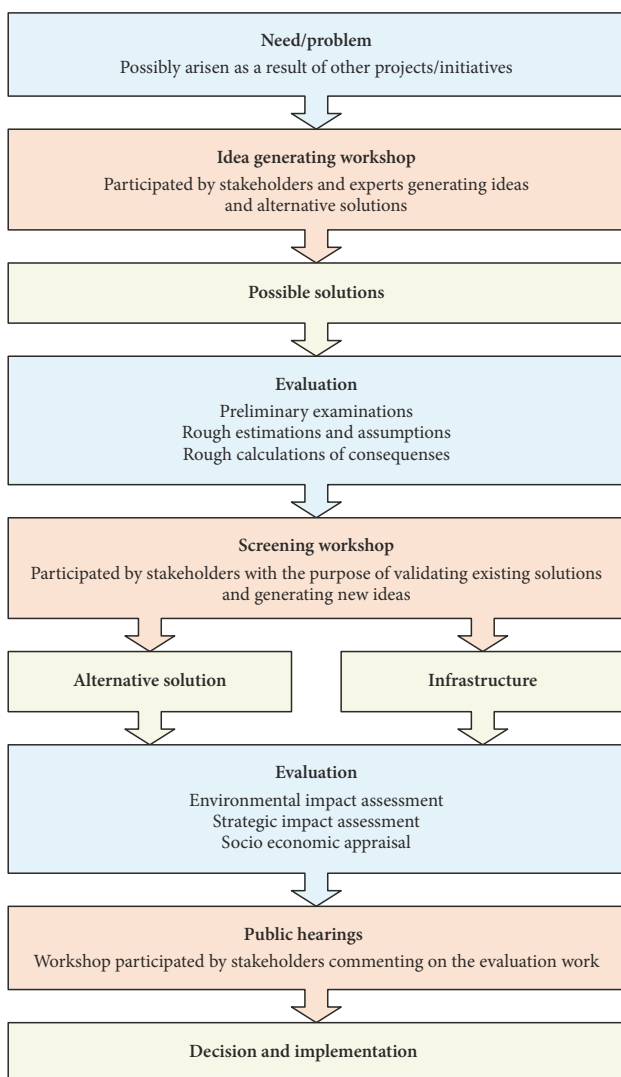 Need/problem
Possibly arisen as a result of other projects/initiatives
Idea generating workshop
Participated by stakeholders and experts generating ideas
and alternative solutions
Possible solutions
Evaluation
Preliminary examinations
Rough estimations and assumptions
Rough calculations of consequenses
Screening workshop
Participated by stakeholders with the purpose of validating existing solutions
and generating new ideas
Alternative solution
Infrastructure
Evaluation
Environmental impact assessment
Strategic impact assessment
Socio economic appraisal
Public hearings
Workshop participated by stakeholders commenting on the evaluation work
Decision and implementation